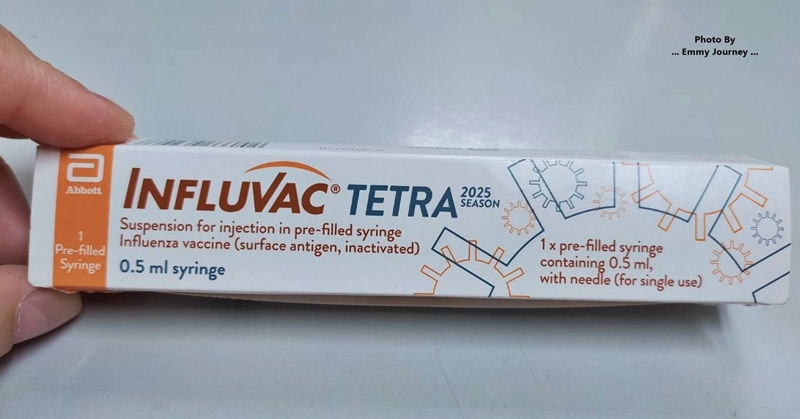 Photo By
... Emmy Journey ...
Abbott
1
Pre-filled
Syringe
INFLUVAC® TETRA 2025 SEASON
Suspension for injection in pre-filled syringe
Influenza vaccine (surface antigen, inactivated)
0.5 ml syringe
1 x pre-filled syringe
containing 0.5 ml,
with needle (for single use)